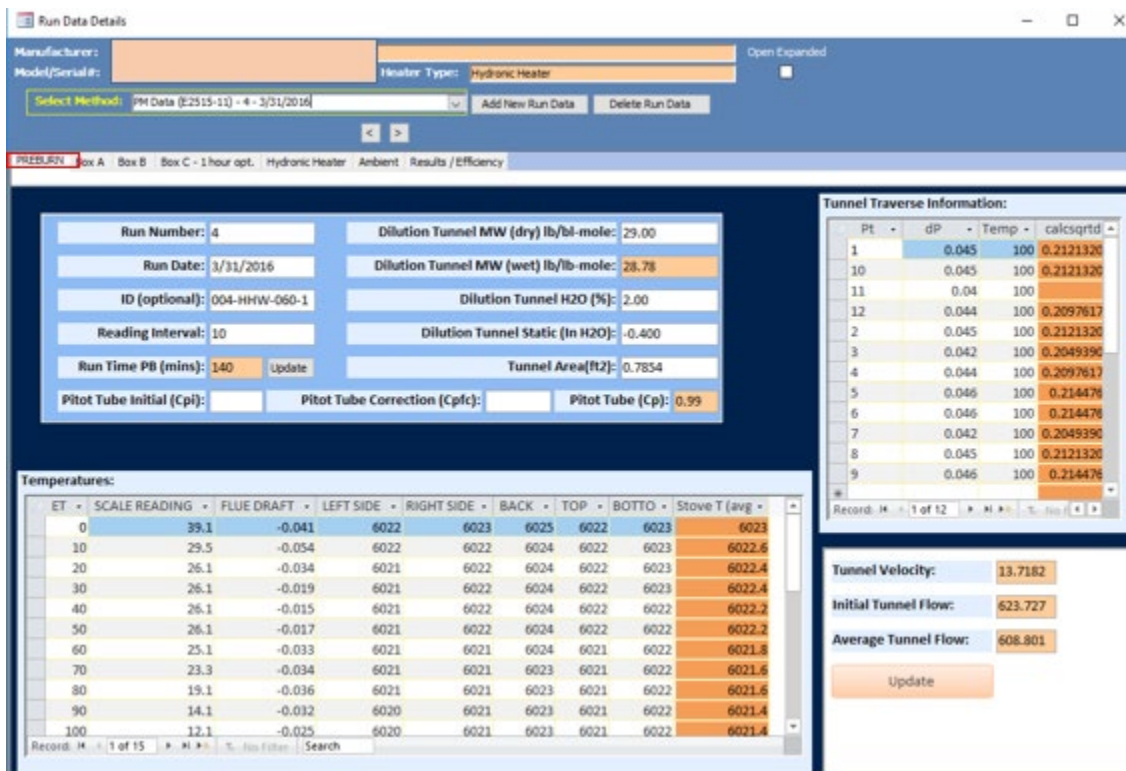 Run Data Details
Manufacturer:
Open Expanded
Model/Serial#:
Heater Type: Hydronic Heater
Select Method: PM Data (E2515-11) - 4 - 3/31/2016
Add New Run Data
Delete Run Data
< >
PREBURN Box A Box B Box C - 1 hour opt. Hydronic Heater Ambient Results / Efficiency
Run Number: 4
Dilution Tunnel MW (dry) lb/bl-mole: 29.00
Run Date: 3/31/2016
Dilution Tunnel MW (wet) lb/lb-mole: 28.78
ID (optional): 004-HHW-060-1
Dilution Tunnel H2O (%): 2.00
Reading Interval: 10
Dilution Tunnel Static (In H2O): -0.400
Run Time PB (mins): 140 Update
Tunnel Area(ft2): 0.7854
Pitot Tube Initial (Cpi):
Pitot Tube Correction (Cpfc):
Pitot Tube (Cp): 0.99
Tunnel Traverse Information:
Pt dP Temp calcsqrtd
1 0.045 100 0.2121320
10 0.045 100 0.2121320
11 0.04 100
12 0.044 100 0.2097617
2 0.045 100 0.2121320
3 0.042 100 0.2049390
4 0.044 100 0.2097617
5 0.046 100 0.214476
6 0.046 100 0.214476
7 0.042 100 0.2049390
8 0.045 100 0.2121320
9 0.046 100 0.214476
Record: 1 of 12
Temperatures:
ET SCALE READING FLUE DRAFT LEFT SIDE RIGHT SIDE BACK TOP BOTTO Stove T (avg
0 39.1 -0.041 6022 6023 6025 6022 6023 6023
10 29.5 -0.054 6022 6022 6024 6022 6023 6022.6
20 26.1 -0.034 6021 6022 6024 6022 6023 6022.4
30 26.1 -0.019 6021 6022 6024 6022 6023 6022.4
40 26.1 -0.015 6021 6022 6024 6022 6022 6022.2
50 26.1 -0.017 6021 6022 6024 6022 6022 6022.2
60 25.1 -0.033 6021 6021 6024 6021 6022 6021.8
70 23.3 -0.034 6021 6021 6023 6021 6022 6021.6
80 19.1 -0.036 6021 6021 6023 6021 6022 6021.6
90 14.1 -0.032 6020 6021 6023 6021 6022 6021.4
100 12.1 -0.025 6020 6021 6023 6021 6022 6021.4
Record: 1 of 15 No Filter Search
Tunnel Velocity: 13.7182
Initial Tunnel Flow: 623.727
Average Tunnel Flow: 608.801
Update